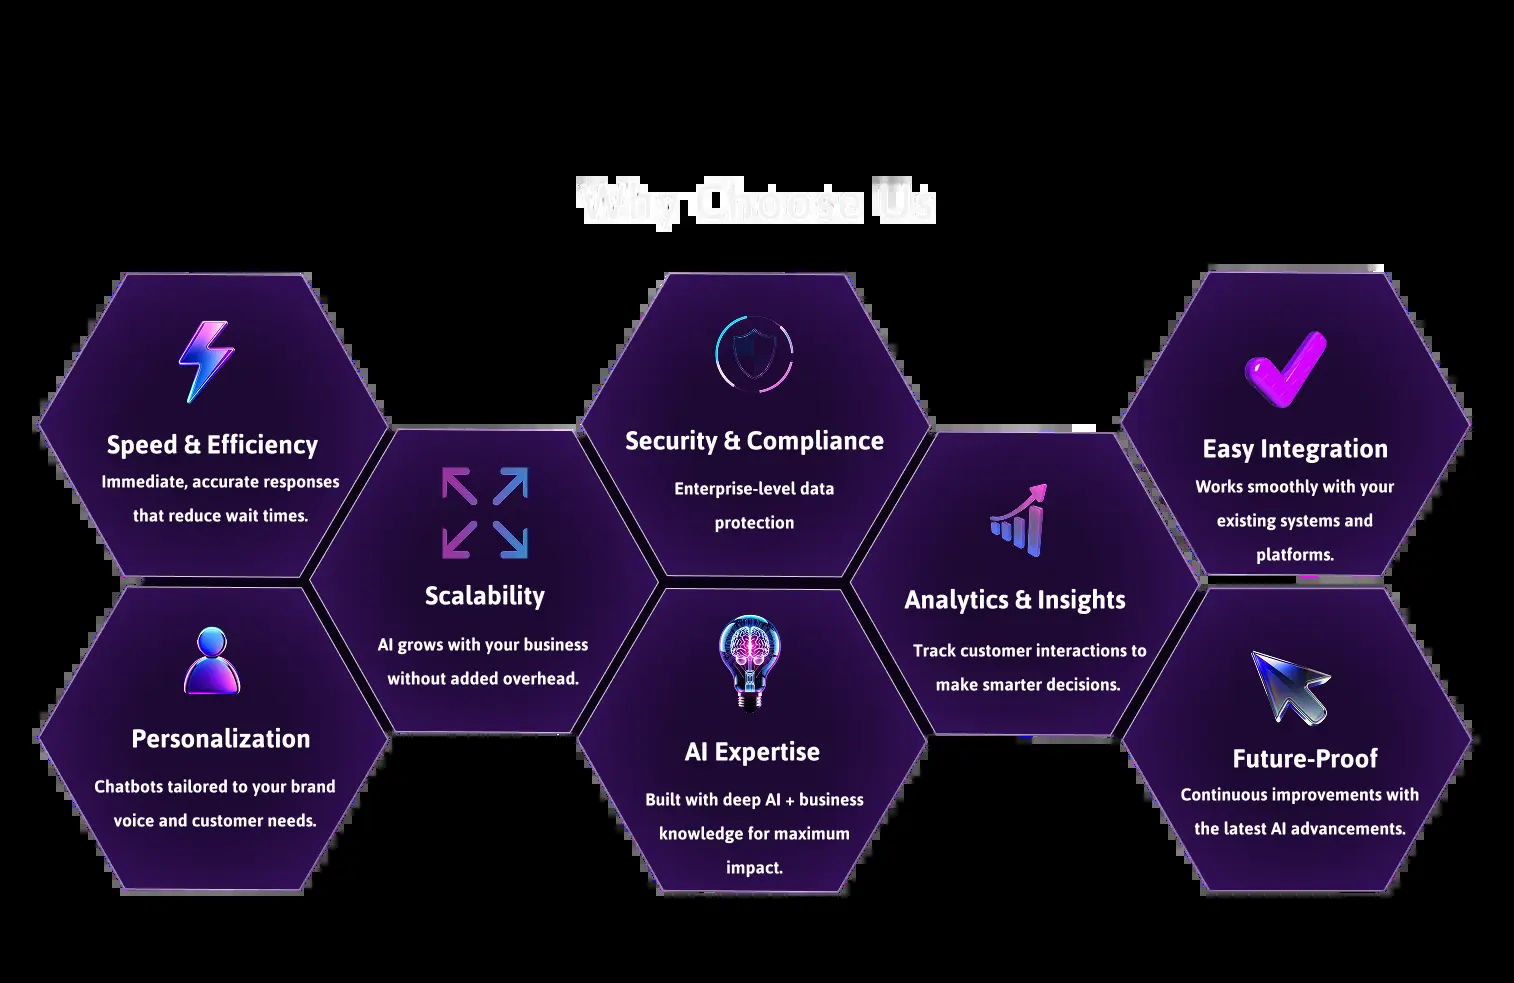 Why Choose Us
Speed & Efficiency
Immediate, accurate responses
that reduce wait times.
Personalization
Chatbots tailored to your brand
voice and customer needs.
Scalability
AI grows with your business
without added overhead.
Security & Compliance
Enterprise-level data
protection
AI Expertise
Built with deep AI + business
knowledge for maximum
impact.
Analytics & Insights
Track customer interactions to
make smarter decisions.
Easy Integration
Works smoothly with your
existing systems and
platforms.
Future-Proof
Continuous improvements with
the latest AI advancements.